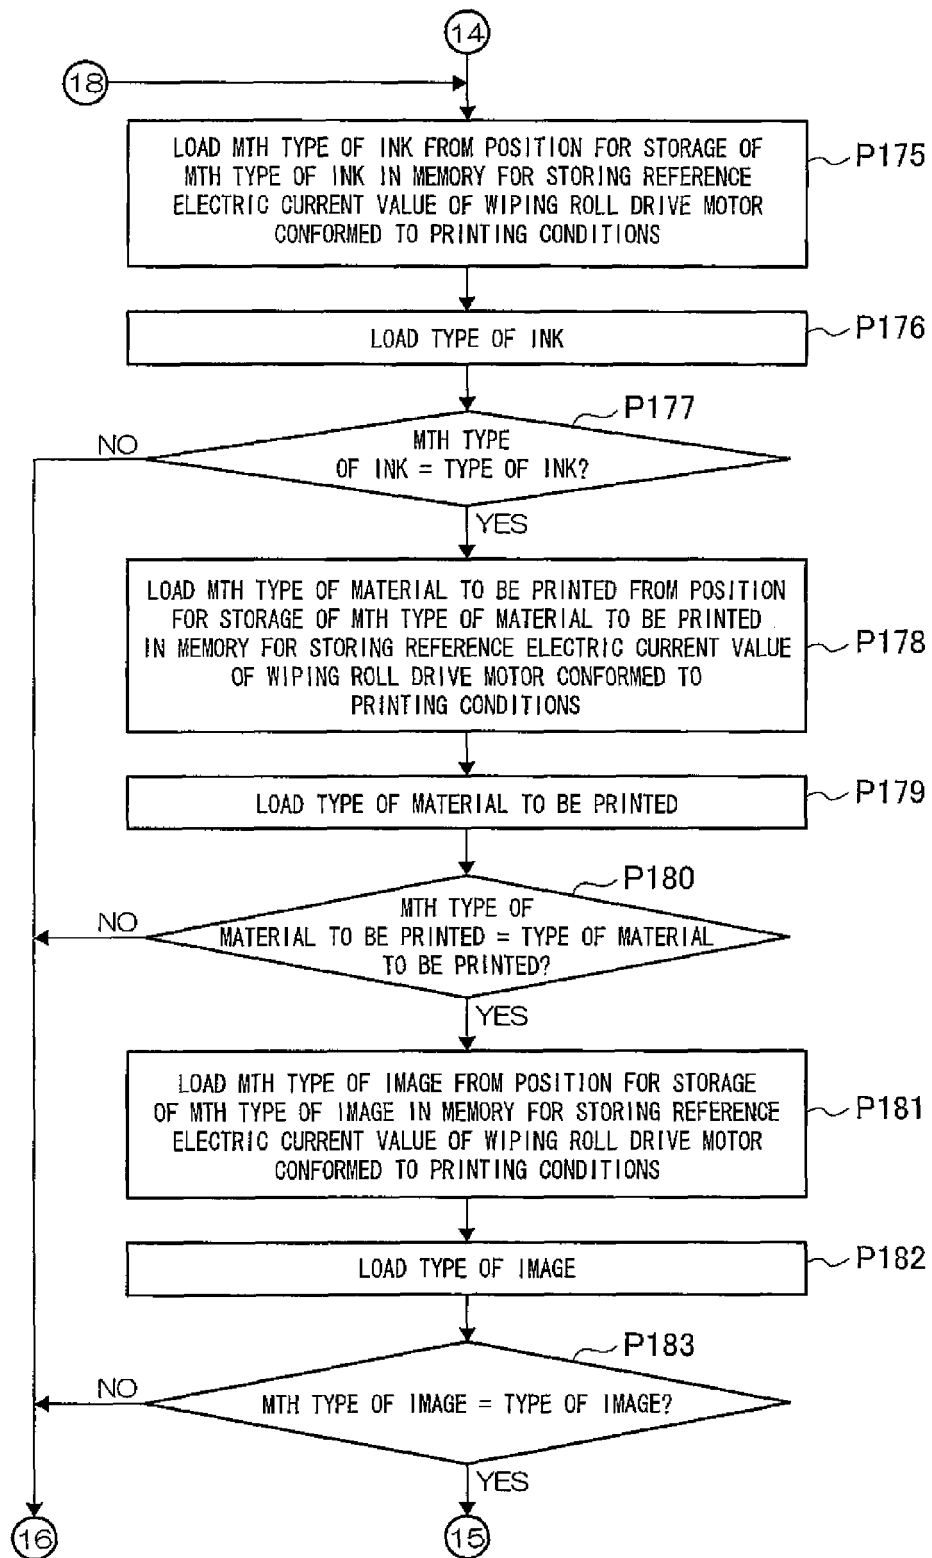 14
18
LOAD MTH TYPE OF INK FROM POSITION FOR STORAGE OF
MTH TYPE OF INK IN MEMORY FOR STORING REFERENCE
ELECTRIC CURRENT VALUE OF WIPING ROLL DRIVE MOTOR
CONFORMED TO PRINTING CONDITIONS
P175
LOAD TYPE OF INK
P176
P177
NO
MTH TYPE
OF INK = TYPE OF INK?
YES
LOAD MTH TYPE OF MATERIAL TO BE PRINTED FROM POSITION
FOR STORAGE OF MTH TYPE OF MATERIAL TO BE PRINTED
IN MEMORY FOR STORING REFERENCE ELECTRIC CURRENT VALUE
OF WIPING ROLL DRIVE MOTOR CONFORMED TO
PRINTING CONDITIONS
P178
LOAD TYPE OF MATERIAL TO BE PRINTED
P179
P180
NO
MTH TYPE OF
MATERIAL TO BE PRINTED = TYPE OF MATERIAL
TO BE PRINTED?
YES
LOAD MTH TYPE OF IMAGE FROM POSITION FOR STORAGE
OF MTH TYPE OF IMAGE IN MEMORY FOR STORING REFERENCE
ELECTRIC CURRENT VALUE OF WIPING ROLL DRIVE MOTOR
CONFORMED TO PRINTING CONDITIONS
P181
LOAD TYPE OF IMAGE
P182
P183
NO
MTH TYPE OF IMAGE = TYPE OF IMAGE?
YES
16
15